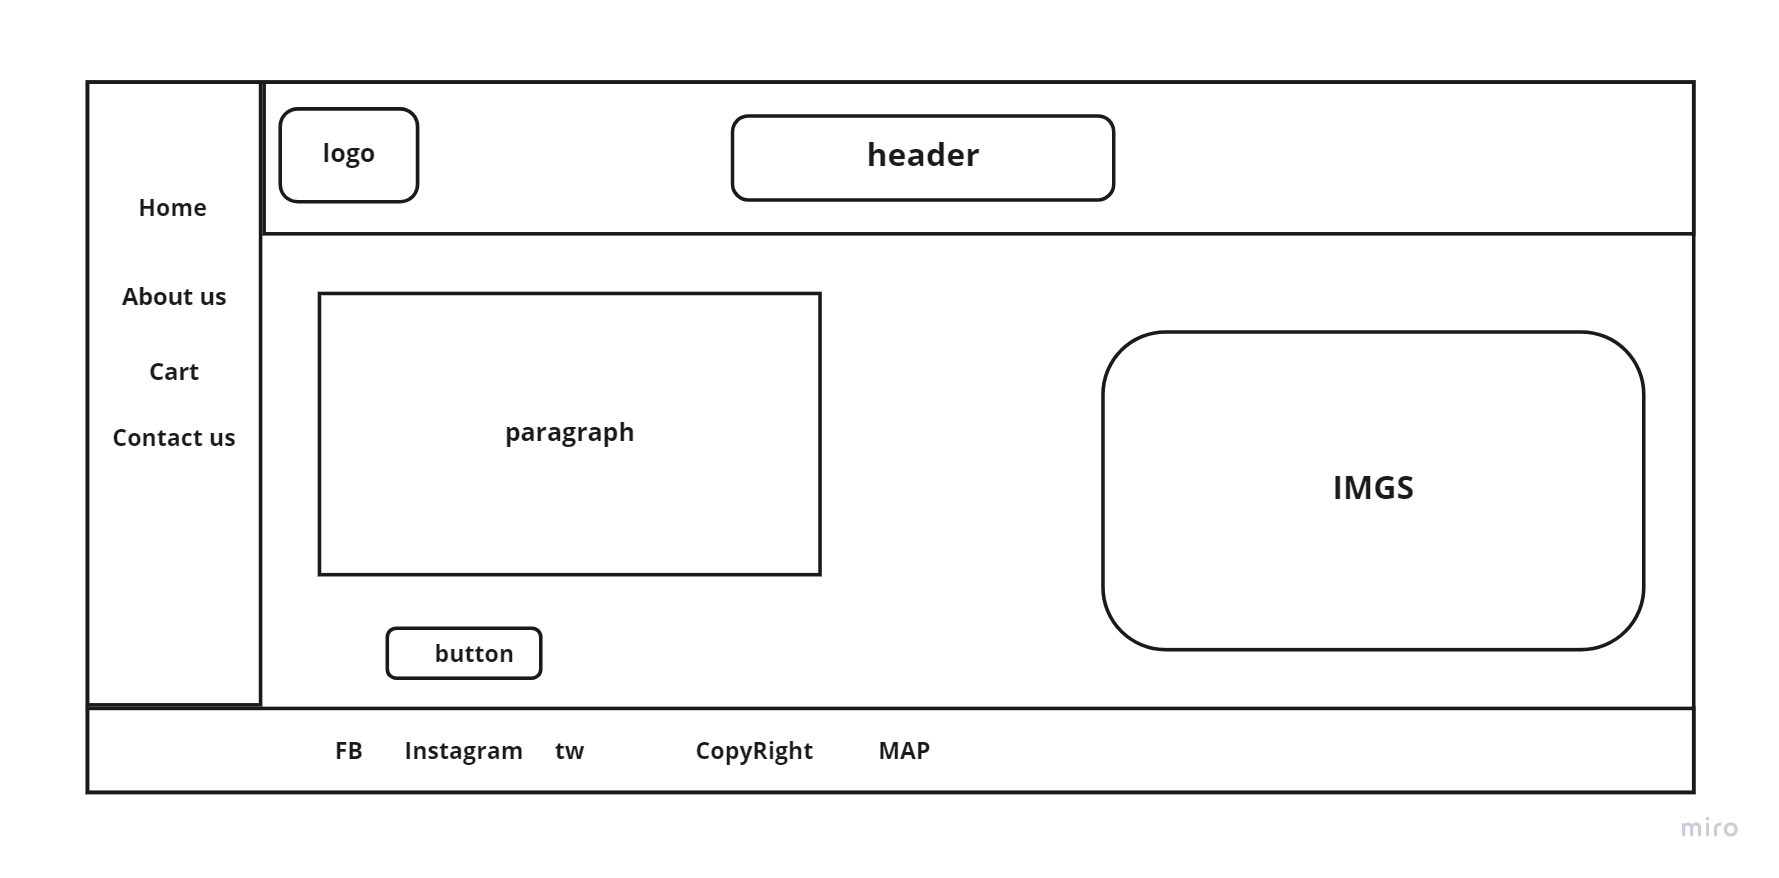 logo
header
Home
About us
Cart
Contact us
paragraph
IMGS
button
FB Instagram tw CopyRight MAP
miro